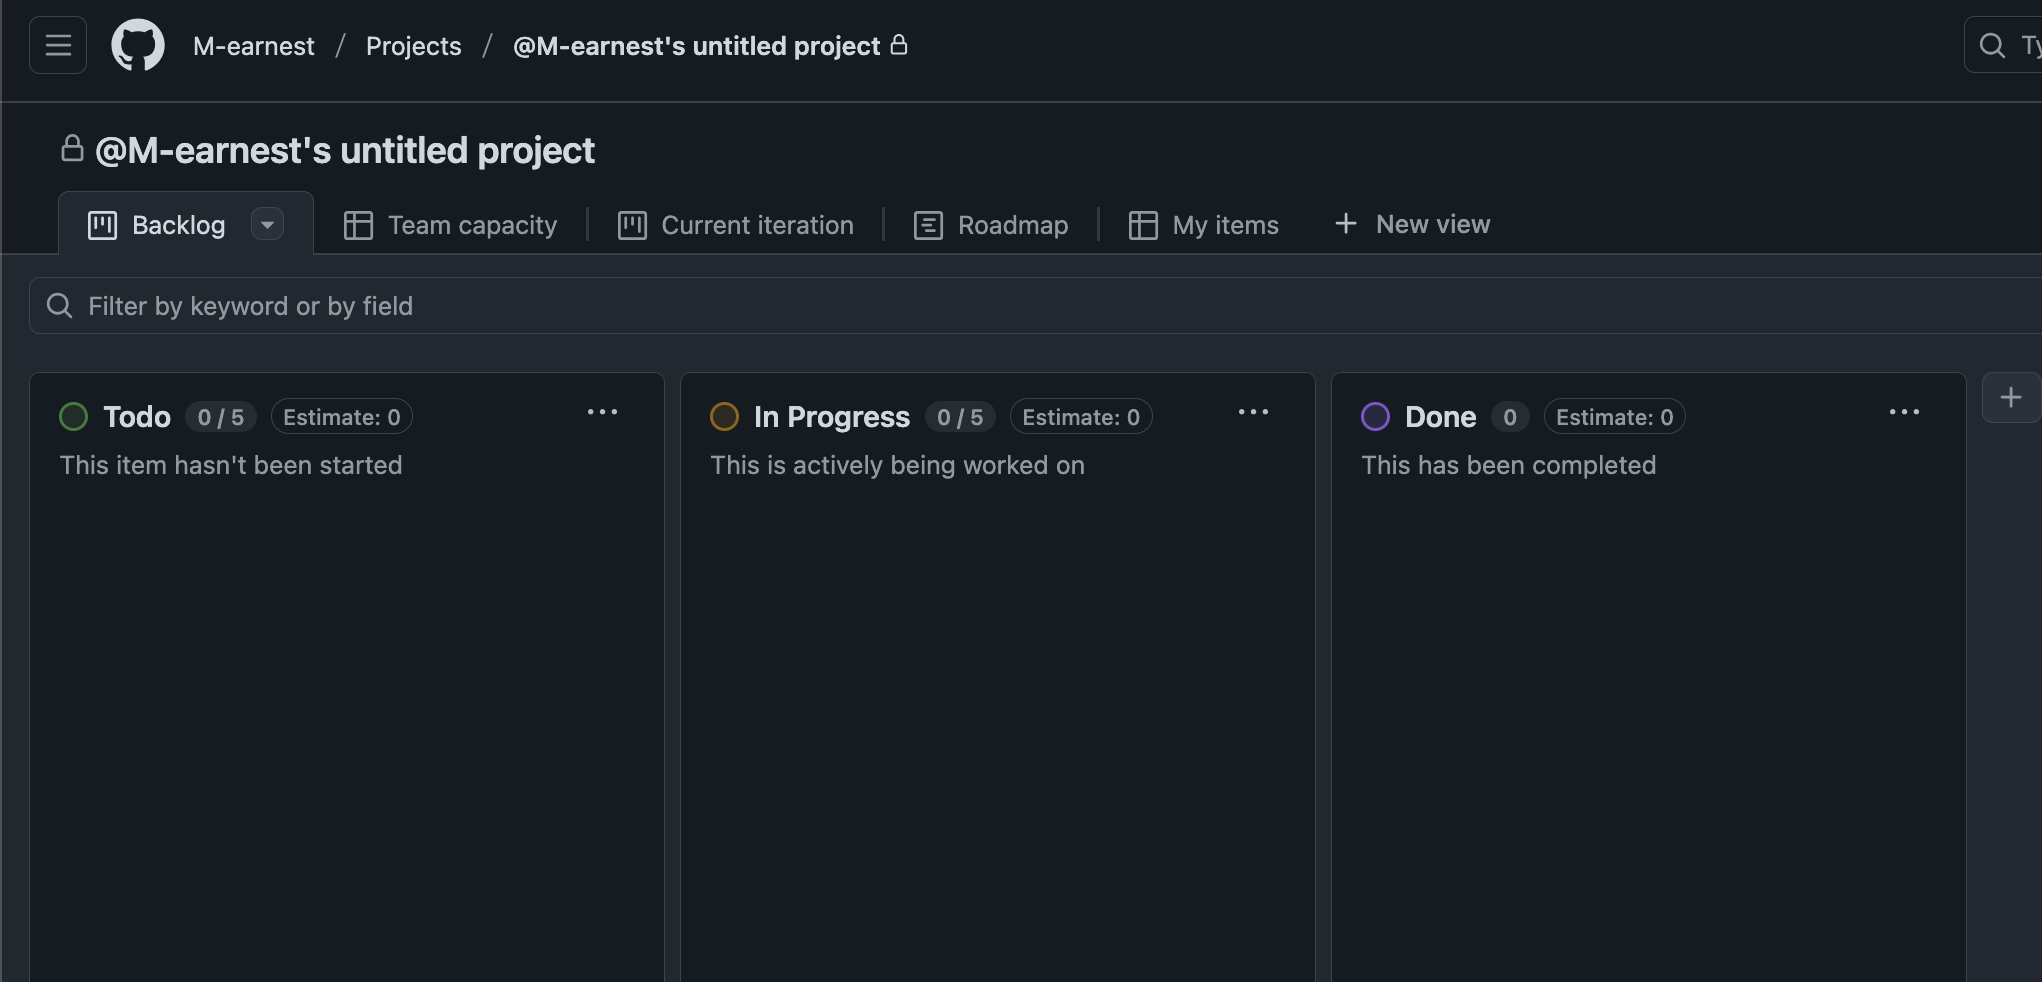 M-earnest / Projects / @M-earnest's untitled project
@M-earnest's untitled project
Backlog Team capacity Current iteration Roadmap My items + New view
Filter by keyword or by field
Todo 0 / 5 Estimate: 0
This item hasn't been started
In Progress 0 / 5 Estimate: 0
This is actively being worked on
Done 0 Estimate: 0
This has been completed